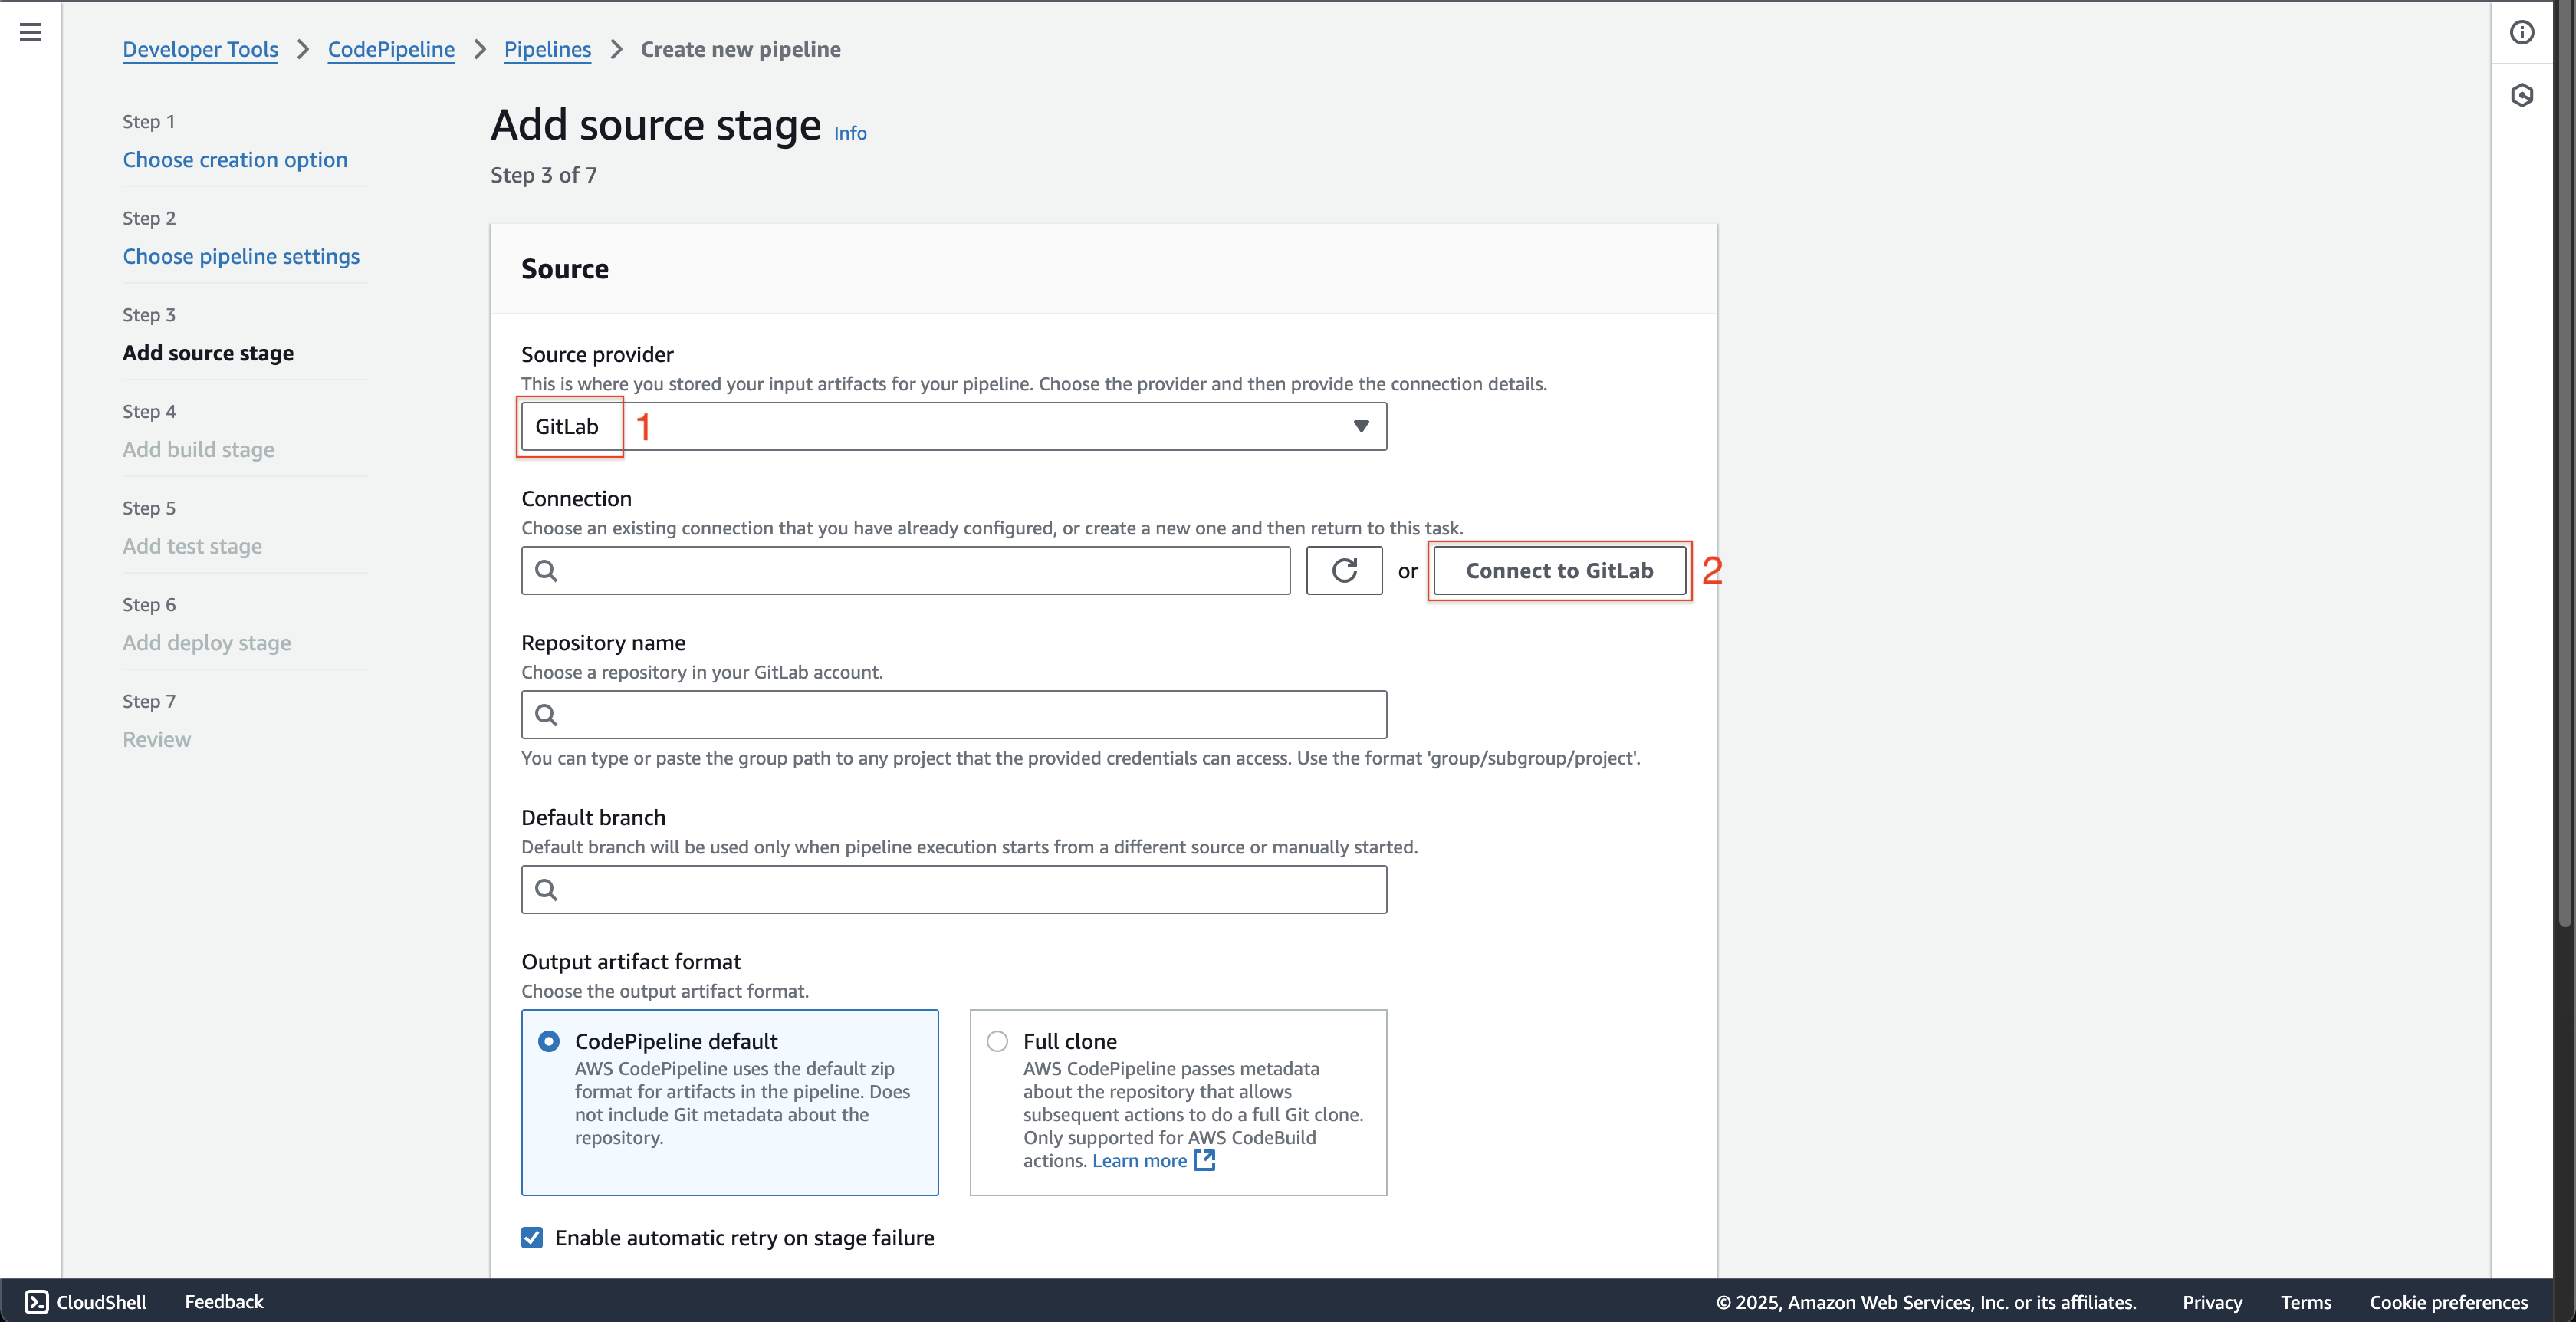 Developer Tools > CodePipeline > Pipelines > Create new pipeline
Step 1
Choose creation option
Step 2
Choose pipeline settings
Step 3
Add source stage
Step 4
Add build stage
Step 5
Add test stage
Step 6
Add deploy stage
Step 7
Review
Add source stage Info
Step 3 of 7
Source
Source provider
This is where you stored your input artifacts for your pipeline. Choose the provider and then provide the connection details.
GitLab 1
Connection
Choose an existing connection that you have already configured, or create a new one and then return to this task.
or Connect to GitLab 2
Repository name
Choose a repository in your GitLab account.
You can type or paste the group path to any project that the provided credentials can access. Use the format 'group/subgroup/project'.
Default branch
Default branch will be used only when pipeline execution starts from a different source or manually started.
Output artifact format
Choose the output artifact format.
CodePipeline default
AWS CodePipeline uses the default zip
format for artifacts in the pipeline. Does
not include Git metadata about the
repository.
Full clone
AWS CodePipeline passes metadata
about the repository that allows
subsequent actions to do a full Git clone.
Only supported for AWS CodeBuild
actions. Learn more
Enable automatic retry on stage failure
CloudShell Feedback © 2025, Amazon Web Services, Inc. or its affiliates. Privacy Terms Cookie preferences